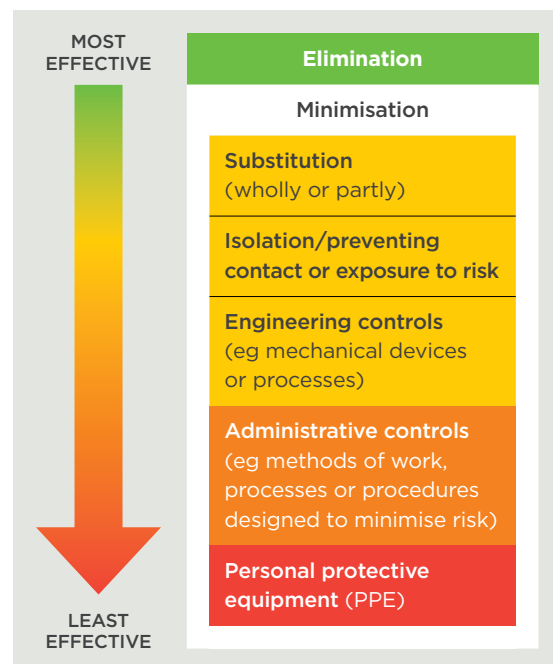 MOST
EFFECTIVE
Elimination
Minimisation
Substitution
(wholly or partly)
Isolation/preventing
contact or exposure to risk
Engineering controls
(eg mechanical devices
or processes)
Administrative controls
(eg methods of work,
processes or procedures
designed to minimise risk)
Personal protective
equipment (PPE)
LEAST
EFFECTIVE